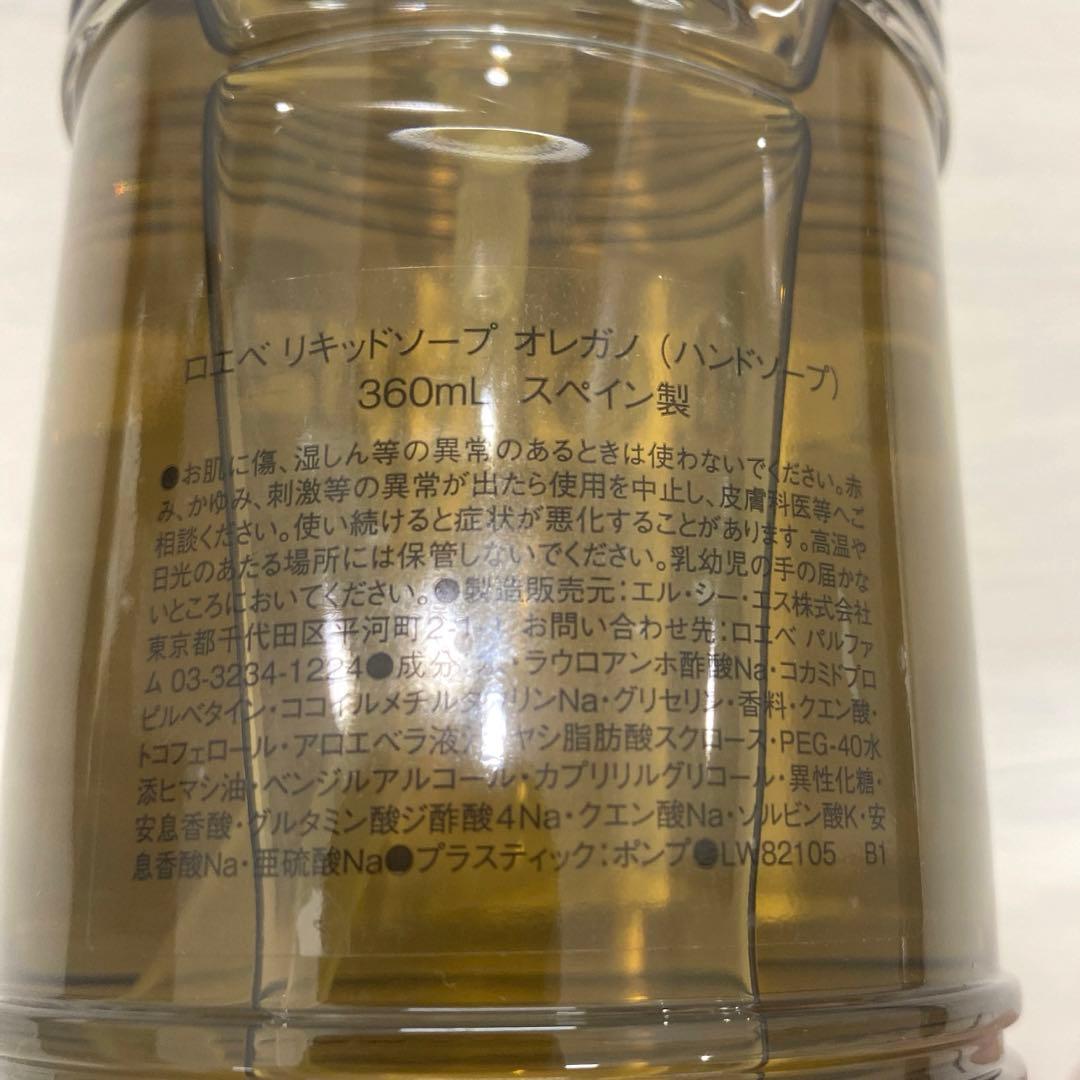 ロエベ リキッドソープ オレガノ (ハンドソープ)
360mL スペイン製
●お肌に傷、湿しん等の異常のあるときは使わないでください。赤
み、かゆみ、刺激等の異常が出たら使用を中止し、皮膚科医等へご
相談ください。使い続けると症状が悪化することがあります。高温や
日光のあたる場所には保管しないでください。乳幼児の手の届かな
いところにおいてください。●製造販売元:エル・シー・エス株式会社
東京都千代田区平河町2-1 お問い合わせ先:ロエベ パルファ
ム 03-3234-1224●成分 ・ラウロアンホ酢酸Na・コカミドプロ
ピルベタイン・ココイルメチルタウリンNa・グリセリン・香料・クエン酸・
トコフェロール・アロエベラ液汁・ヤシ脂肪酸スクロース・PEG-40水
添ヒマシ油・ベンジルアルコール・カプリリルグリコール・異性化糖・
安息香酸・グルタミン酸ジ酢酸4Na・クエン酸Na・ソルビン酸K・安
息香酸Na・亜硫酸Na●プラスティック:ポンプ●LW82105 B1